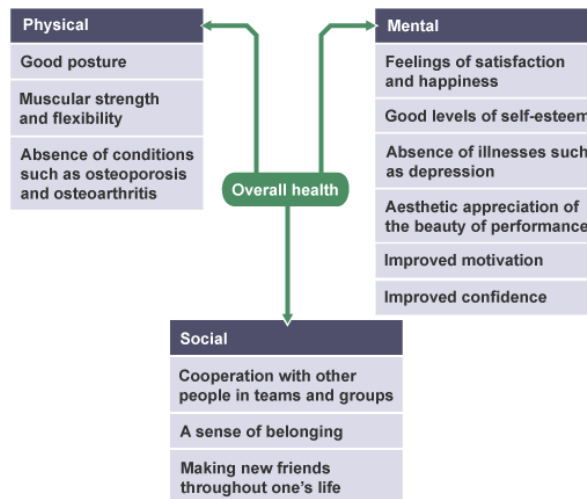 Physical
Good posture
Muscular strength
and flexibility
Absence of conditions
such as osteoporosis
and osteoarthritis
Overall health
Mental
Feelings of satisfaction
and happiness
Good levels of self-esteem
Absence of illnesses such
as depression
Aesthetic appreciation of
the beauty of performance
Improved motivation
Improved confidence
Social
Cooperation with other
people in teams and groups
A sense of belonging
Making new friends
throughout one's life